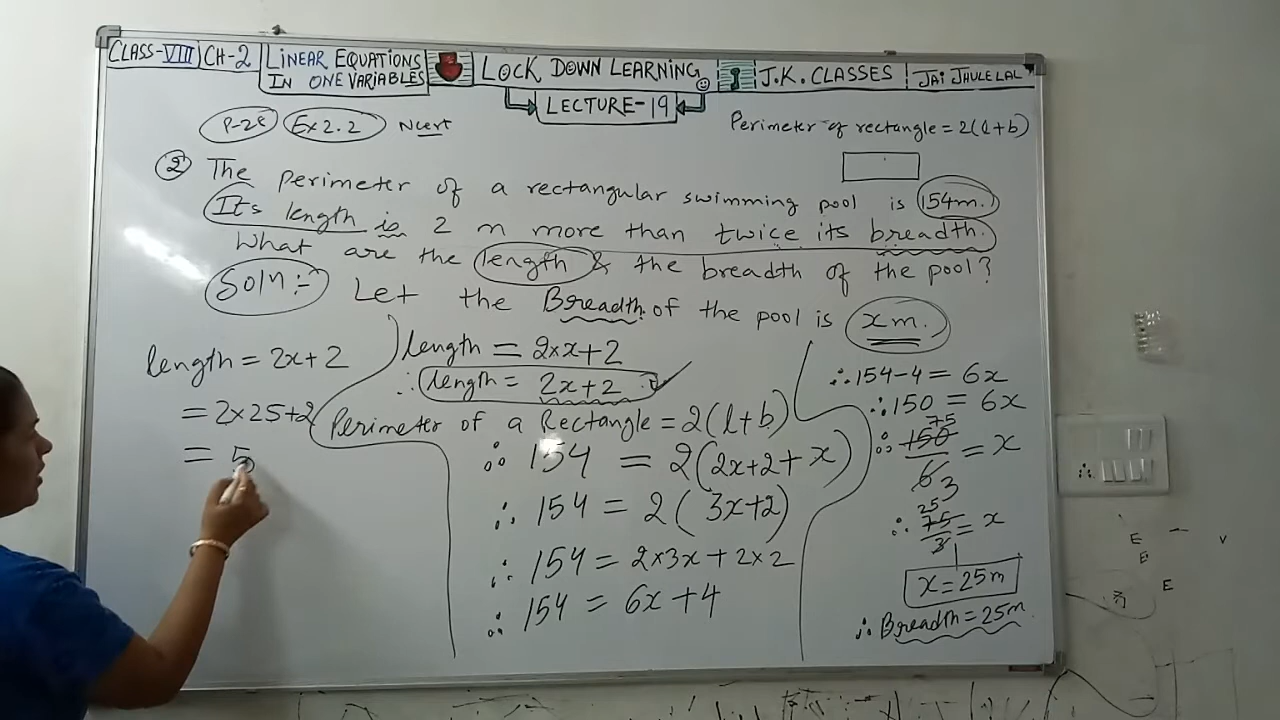 CLASS-VIII CH-2 LINEAR EQUATIONS IN ONE VARIABLES LOCK DOWN LEARNING J.K. CLASSES JAI JHULELAL
LECTURE-19
P-28 Ex 2.2 Ncert
Perimeter of rectangle = 2(l+b)
② The perimeter of a rectangular swimming pool is 154m.
Its length is 2 m more than twice its breadth.
What are the length & the breadth of the pool?
Soln:- Let the Breadth of the pool is x m.
length = 2x+2
= 2×25+2
= 5
length = 2×x+2
∴ length = 2x+2
Perimeter of a Rectangle = 2(l+b)
∴ 154 = 2(2x+2+x)
∴ 154 = 2(3x+2)
∴ 154 = 2×3x+2×2
∴ 154 = 6x+4
∴ 154-4 = 6x
∴ 150 = 6x
75
∴ 150/6 = x
3
25
∴ 75/3 = x
x = 25m
∴ Breadth = 25m